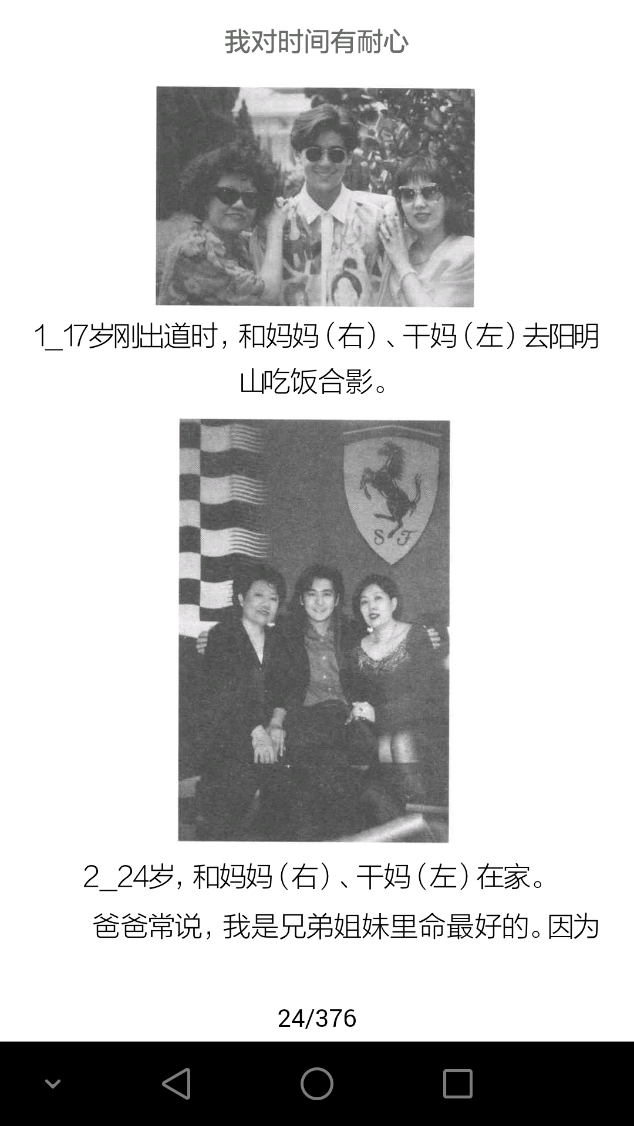 我对时间有耐心
1_17岁刚出道时，和妈妈（右）、干妈（左）去阳明
山吃饭合影。
S F
2_24岁，和妈妈（右）、干妈（左）在家。
爸爸常说，我是兄弟姐妹里命最好的。因为
24/376